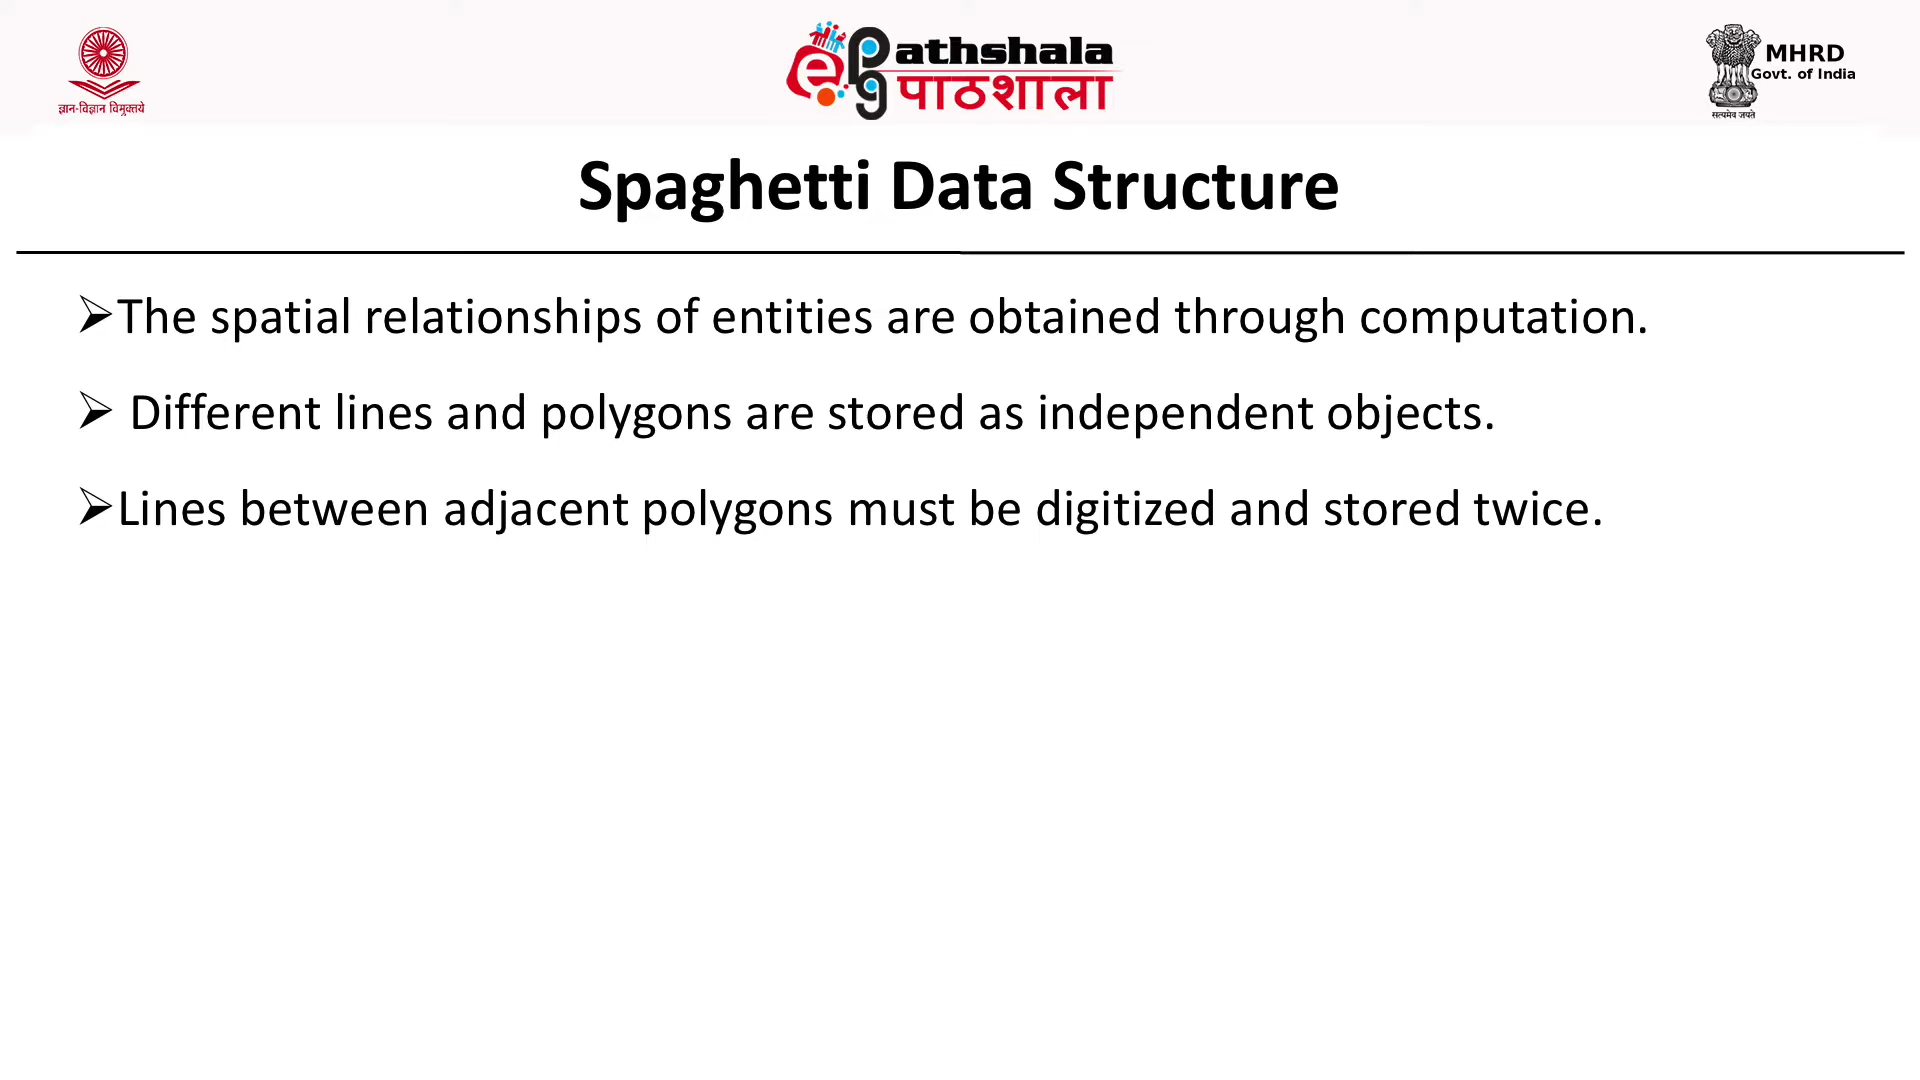 ज्ञान-विज्ञान विमुक्तये
ePG athshala
पाठशाला
MHRD
Govt. of India
सत्यमेव जयते
Spaghetti Data Structure
➢The spatial relationships of entities are obtained through computation.
➢ Different lines and polygons are stored as independent objects.
➢Lines between adjacent polygons must be digitized and stored twice.